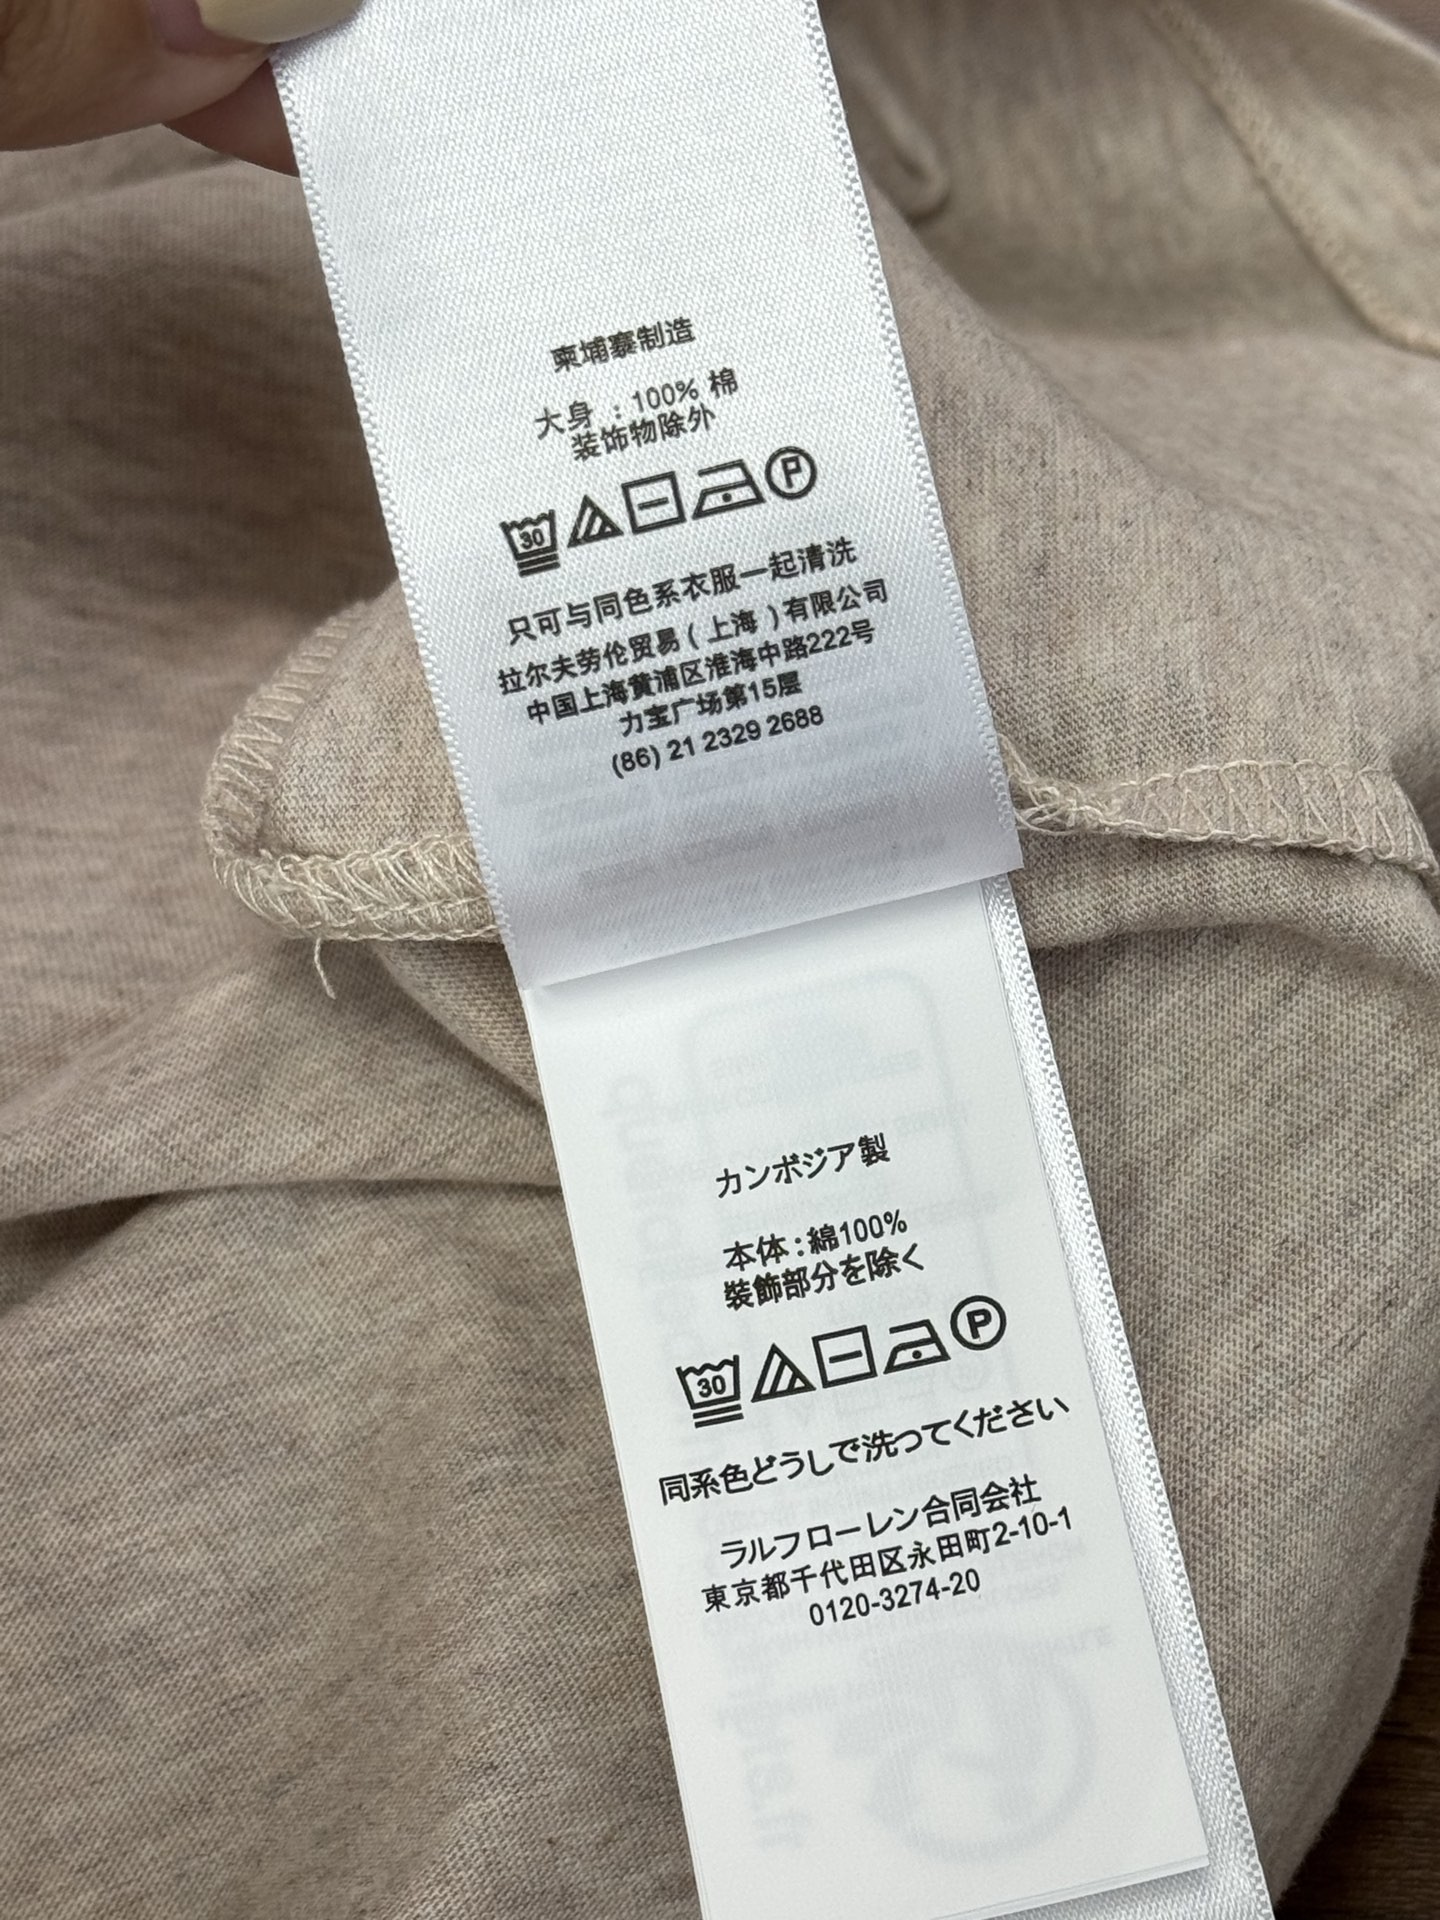 柬埔寨制造
大身：100% 棉
装饰物除外
30
P
只可与同色系衣服一起清洗
拉尔夫劳伦贸易（上海）有限公司
中国上海黄浦区淮海中路222号
力宝广场第15层
(86) 21 2329 2688
カンボジア製
本体：綿100%
装飾部分を除く
30
P
同系色どうしで洗ってください
ラルフローレン合同会社
東京都千代田区永田町2-10-1
0120-3274-20